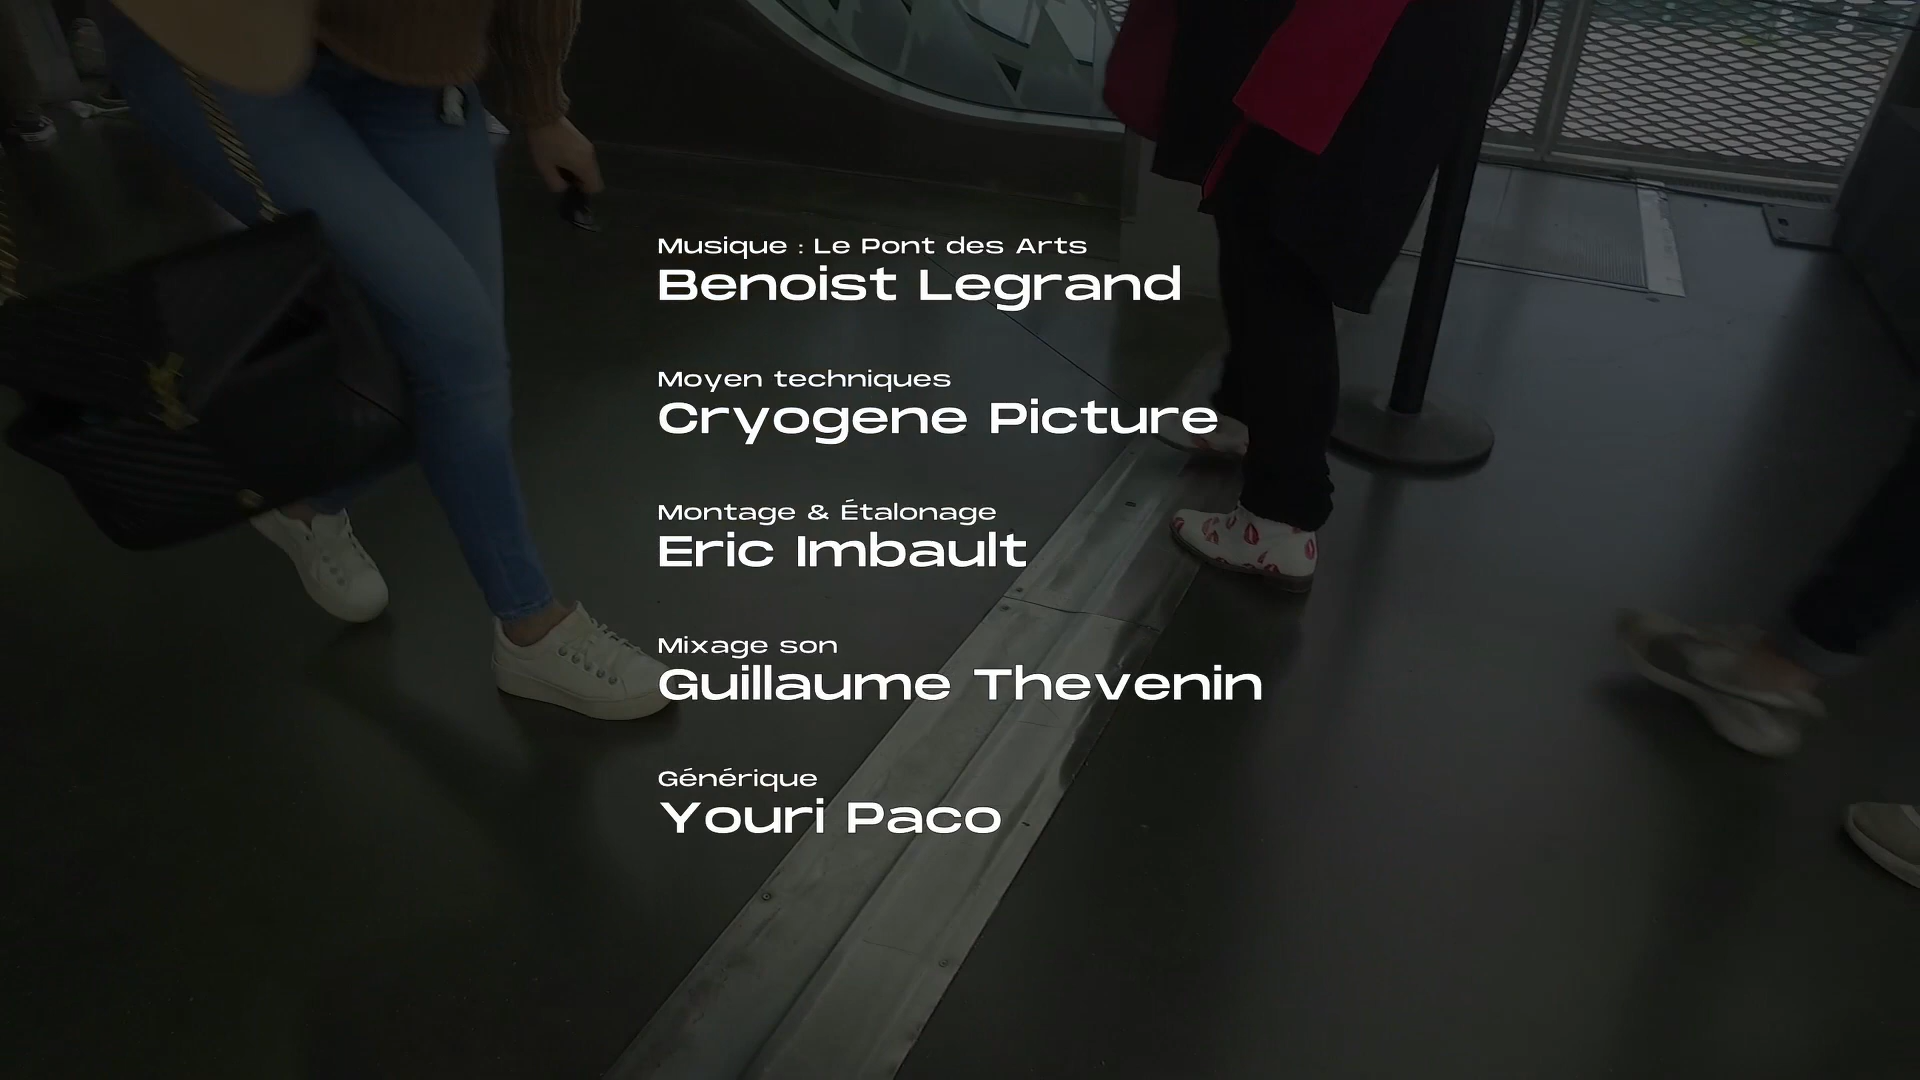 Musique : Le Pont des Arts
Benoist Legrand
Moyen techniques
Cryogene Picture
Montage & Étalonage
Eric Imbault
Mixage son
Guillaume Thevenin
Générique
Youri Paco